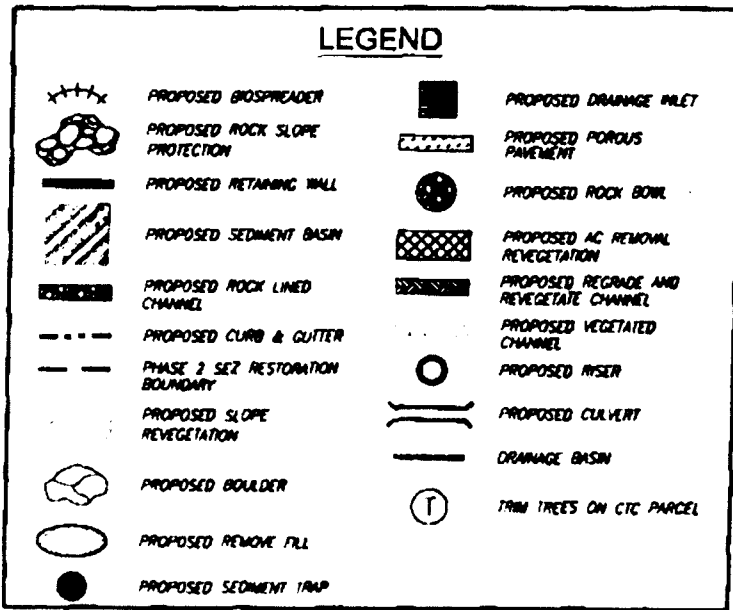 LEGEND
PROPOSED BIOSPREADER
PROPOSED ROCK SLOPE
PROTECTION
PROPOSED RETAINING WALL
PROPOSED SEDIMENT BASIN
PROPOSED ROCK LINED
CHANNEL
PROPOSED CURB & GUTTER
PHASE 2 SEZ RESTORATION
BOUNDARY
PROPOSED SLOPE
REVEGETATION
PROPOSED BOULDER
PROPOSED REMOVE FILL
PROPOSED SEDIMENT TRAP
PROPOSED DRAINAGE INLET
PROPOSED POROUS
PAVEMENT
PROPOSED ROCK BOWL
PROPOSED AC REMOVAL
REVEGETATION
PROPOSED REGRADE AND
REVEGETATE CHANNEL
PROPOSED VEGETATED
CHANNEL
PROPOSED RISER
PROPOSED CULVERT
DRAINAGE BASIN
T
TRIM TREES ON CTC PARCEL